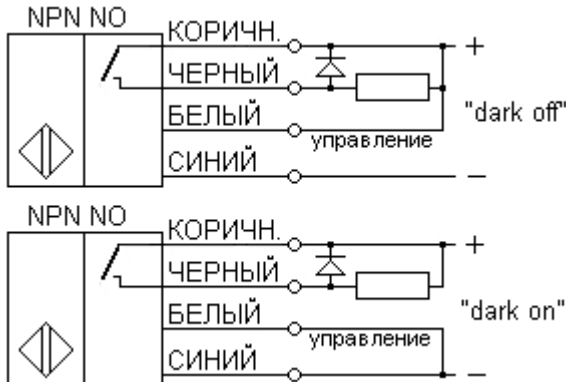 NPN NO
КОРИЧН.
+
ЧЕРНЫЙ
"dark off"
БЕЛЫЙ
управление
СИНИЙ
–
NPN NO
КОРИЧН.
+
ЧЕРНЫЙ
"dark on"
БЕЛЫЙ
управление
СИНИЙ
–